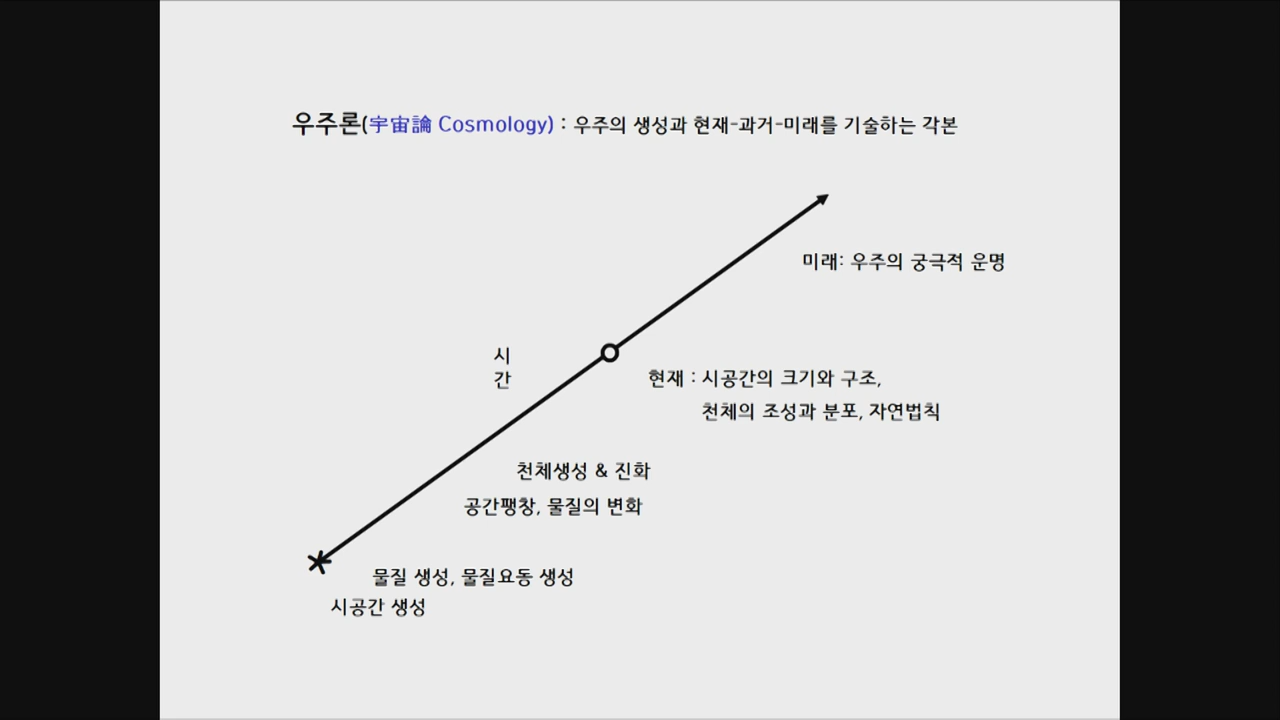 우주론(宇宙論 Cosmology) : 우주의 생성과 현재-과거-미래를 기술하는 각본
미래: 우주의 궁극적 운명
시
간
현재 : 시공간의 크기와 구조,
천체의 조성과 분포, 자연법칙
천체생성 & 진화
공간팽창, 물질의 변화
물질 생성, 물질요동 생성
시공간 생성